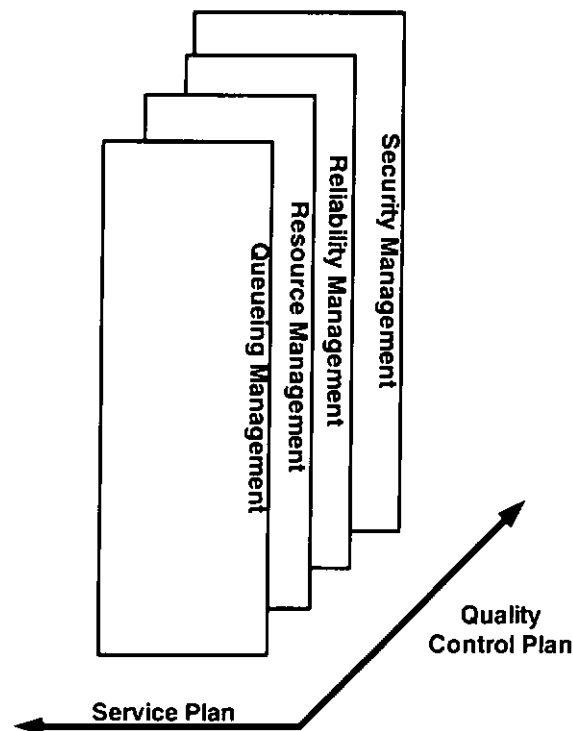 Security Management
Reliability Management
Resource Management
Queueing Management
Quality
Control Plan
Service Plan